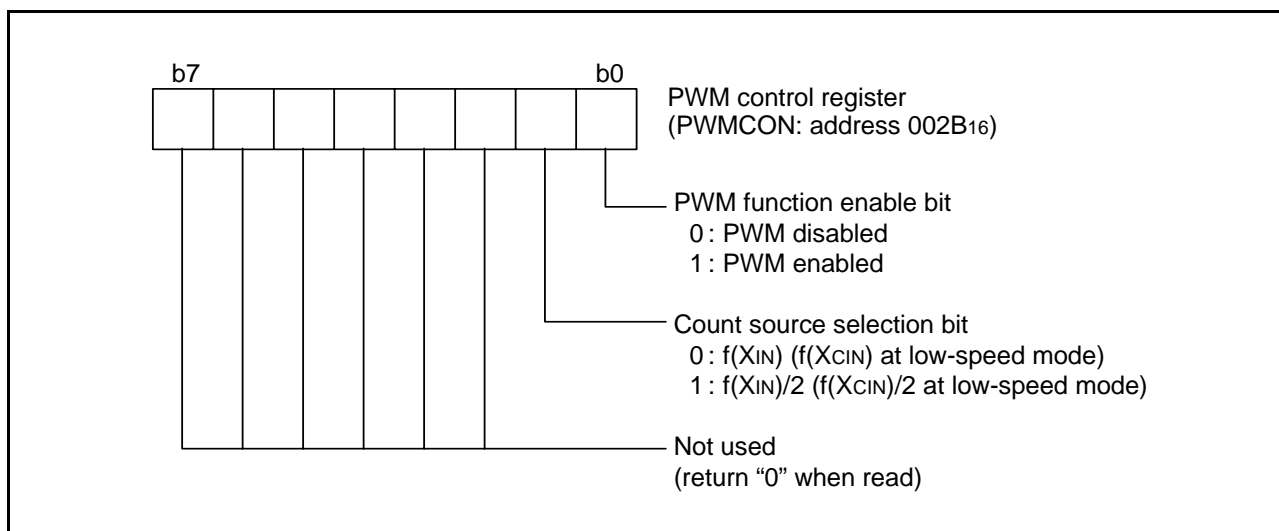 b7 b0
PWM control register
(PWMCON: address 002B16)
PWM function enable bit
0 : PWM disabled
1 : PWM enabled
Count source selection bit
0 : f(XIN) (f(XCIN) at low-speed mode)
1 : f(XIN)/2 (f(XCIN)/2 at low-speed mode)
Not used
(return “0” when read)